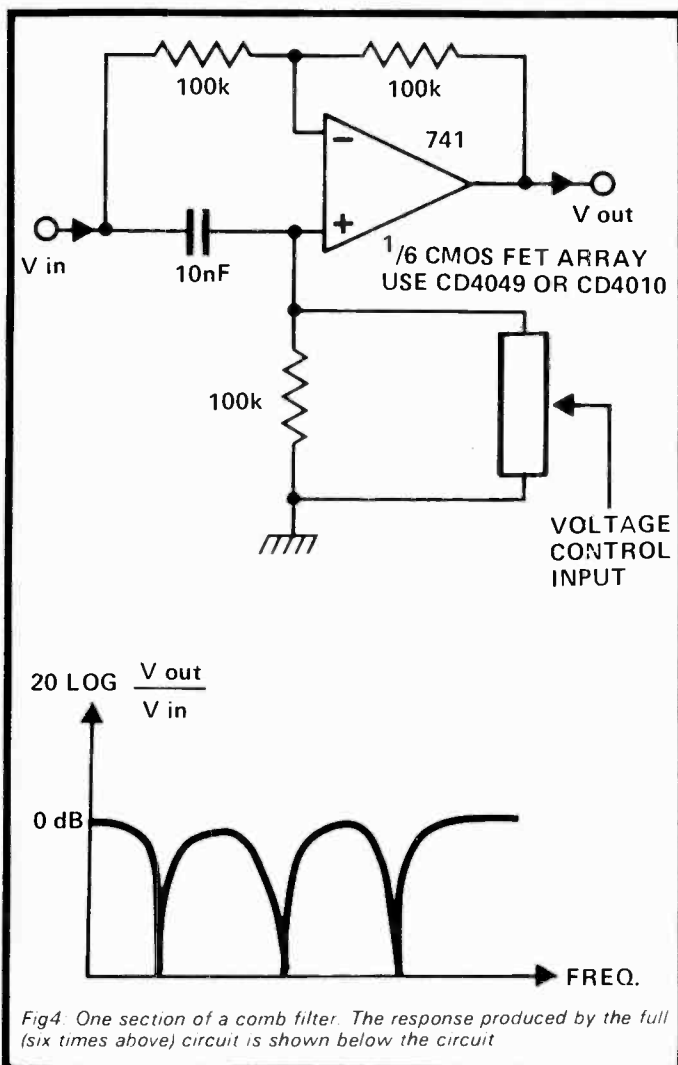 100k
100k
741
−
+
V in
10nF
V out
1/6 CMOS FET ARRAY
USE CD4049 OR CD4010
100k
VOLTAGE
CONTROL
INPUT
20 LOG V out
V in
0 dB
FREQ.
Fig4: One section of a comb filter. The response produced by the full
(six times above) circuit is shown below the circuit